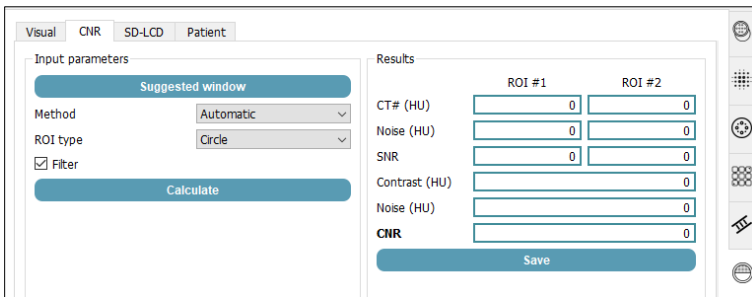 Visual CNR SD-LCD Patient
Input parameters
Suggested window
Method Automatic
ROI type Circle
Filter
Calculate
Results
ROI #1 ROI #2
CT# (HU) 0 0
Noise (HU) 0 0
SNR 0 0
Contrast (HU) 0
Noise (HU) 0
CNR 0
Save